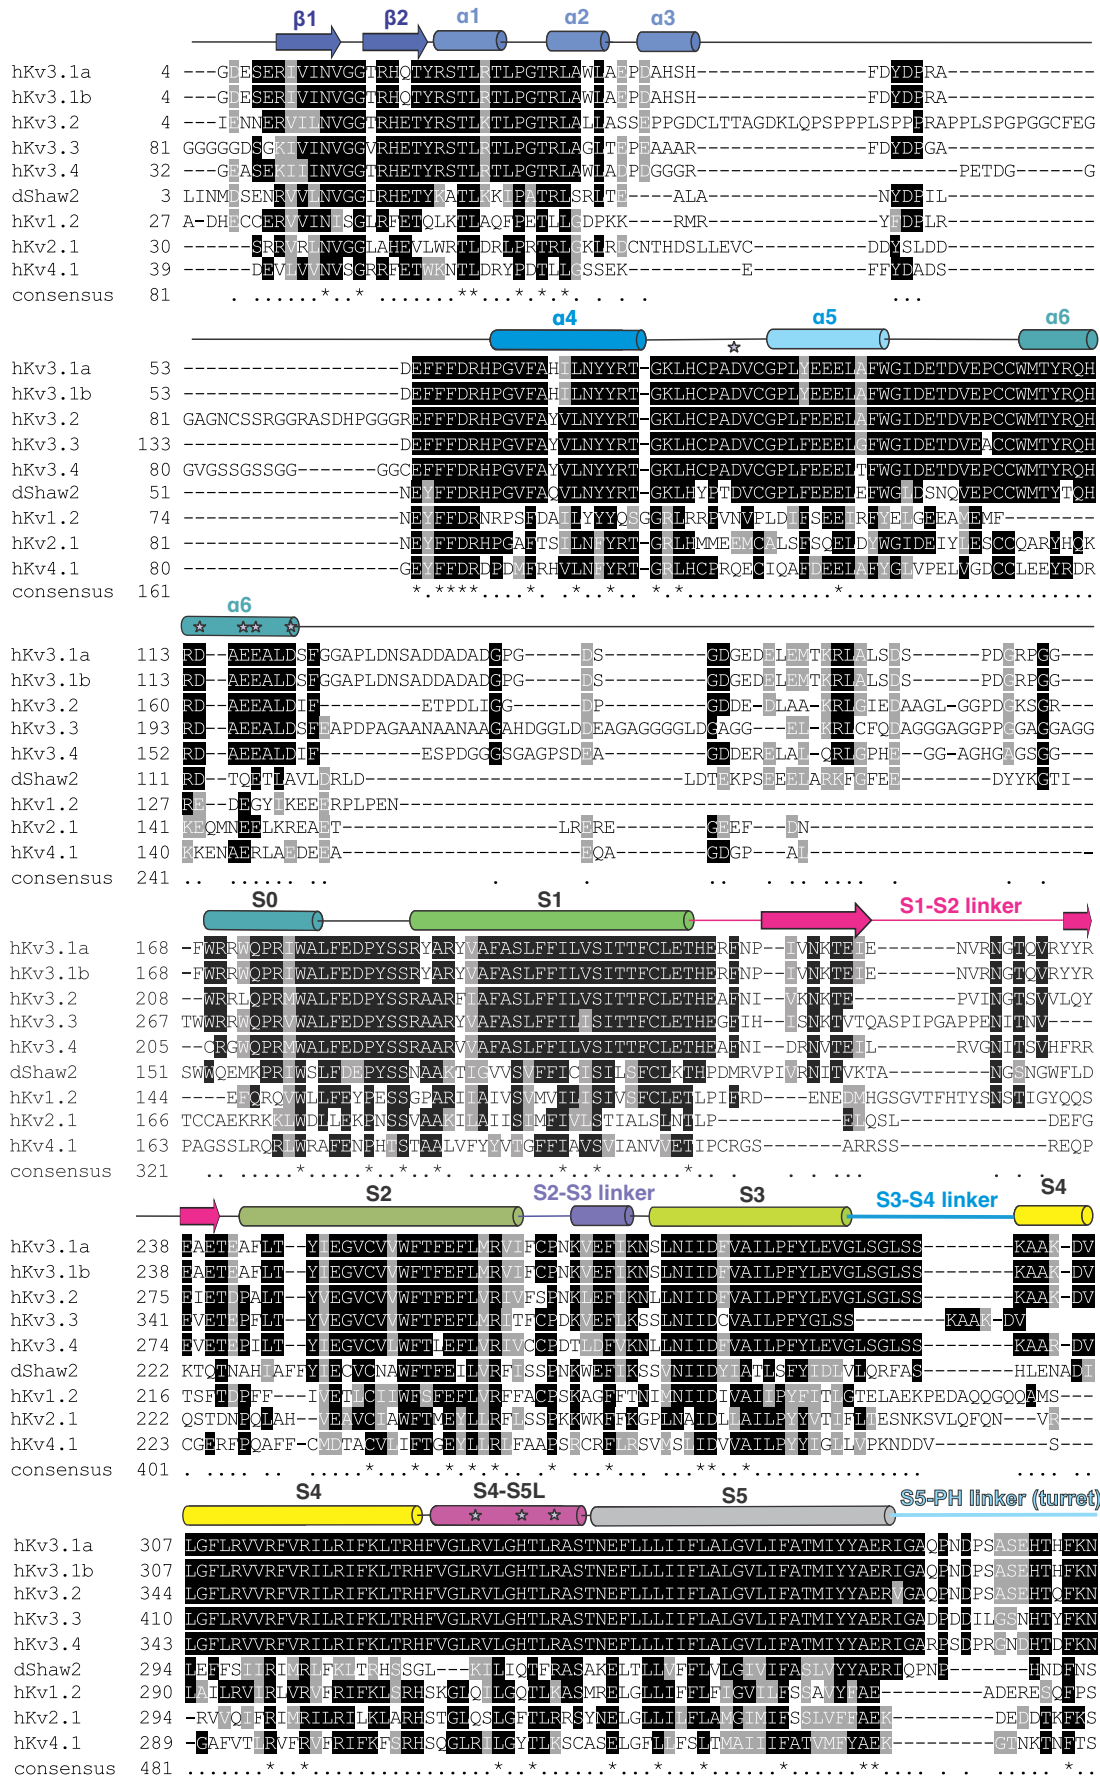 β1 β2 α1 α2 α3
hKv3.1a 4 ---GDESERIVINVGGTRHQTYRSTLRTLPGTRLAWLAEPDAHSH---------------FDYDPRA-------------
hKv3.1b 4 ---GDESERIVINVGGTRHQTYRSTLRTLPGTRLAWLAEPDAHSH---------------FDYDPRA-------------
hKv3.2 4 ---IENNERVILNVGGTRHETYRSTLKTLPGTRLALLASSEPPGDCLTTAGDKLQPSPPPLSPPPRAPPLSPGPGGCFEG
hKv3.3 81 GGGGGDSGKIVINVGGVRHETYRSTLRTLPGTRLAGLTEPEAAAR---------------FDYDPGA-------------
hKv3.4 32 ---GEASEKIIINVGGTRHETYRSTLRTLPGTRLAWLADPDGGGR-----------------------PETDG------G
dShaw2 3 LINMDSENRVVLNVGGIRHETYKATLKKIPATRLSRLTE----ALA---------------NYDPIL-------------
hKv1.2 27 A-DHECCERVVINISGLRFETQLKTLAQFPETLLGDPKK----RMR---------------YFDPLR-------------
hKv2.1 30 ------SRRVRLNVGGLAHEVLWRTLDRLPRTRLGKLRDCNTHDSLLEVC----------DDYSLDD-------------
hKv4.1 39 ------DEVLVVNVSGRRFETWKNTLDRYPDTLLGSSEK----------E----------FFYDADS-------------
consensus 81
α4 α5 α6
hKv3.1a 53 -------------------DEFFFDRHPGVFAHILNYYRT-GKLHCPADVCGPLYEEELAFWGIDETDVEPCCWMTYRQH
hKv3.1b 53 -------------------DEFFFDRHPGVFAHILNYYRT-GKLHCPADVCGPLYEEELAFWGIDETDVEPCCWMTYRQH
hKv3.2 81 GAGNCSSRGGRASDHPGGGREFFFDRHPGVFAYVLNYYRT-GKLHCPADVCGPLFEEELAFWGIDETDVEPCCWMTYRQH
hKv3.3 133 -------------------DEFFFDRHPGVFAYVLNYYRT-GKLHCPADVCGPLFEEELGFWGIDETDVEACCWMTYRQH
hKv3.4 80 GVGSSGSSGG-------GGCEFFFDRHPGVFAYVLNYYRT-GKLHCPADVCGPLFEEELTFWGIDETDVEPCCWMTYRQH
dShaw2 51 -------------------NEYFFDRHPGVFAQVLNYYRT-GKLHYPTDVCGPLFEEELEFWGLDSNQVEPCCWMTYTQH
hKv1.2 74 -------------------NEYFFDRNRPSFDAILYYYQSGGRLRRPVNVPLDIFSEEIRFYELGEEAMEMF--------
hKv2.1 81 -------------------NEYFFDRHPGAFTSILNFYRT-GRLHMMEEMCALSFSQELDYWGIDEIYLESCCQARYHQK
hKv4.1 80 -------------------GEYFFDRDPDMFRHVLNFYRT-GRLHCPRQECIQAFDEELAFYGLVPELVGDCCLEEYRDR
consensus 161
α6
hKv3.1a 113 RD--AEEALDSFGGAPLDNSADDADADGPG-----DS---------GDGEDELEMTKRLALSDS-----PDGRPGG----
hKv3.1b 113 RD--AEEALDSFGGAPLDNSADDADADGPG-----DS---------GDGEDELEMTKRLALSDS-----PDGRPGG----
hKv3.2 160 RD--AEEALDIF---------ETPDLIGG------DP---------GDDE-DLAA-KRLGIEDAAGL-GGPDGKSGR---
hKv3.3 193 RD--AEEALDSFEAPDPAGAANAANAAGAHDGGLDDEAGAGGGGLDGAGG---EL-KRLCFQDAGGGAGGPPGGAGGAGG
hKv3.4 152 RD--AEEALDIF---------ESPDGGGSGAGPSDEA---------GDDERELAL-QRLGPHE---GG-AGHGAGSGG--
dShaw2 111 RD--TQETLAVLDRLD----------------------------LDTEKPSEEELARKFGFEE------DYYKGTI----
hKv1.2 127 RE--DEGYIKEEERPLPEN-------------------------------------------------------------
hKv2.1 141 KEQMNEELKREAET-------------------LRERE-------GEEF---DN-------------------------
hKv4.1 140 KKENAERLAEDEEA---------------------EQA--------GDGP---AL-------------------------
consensus 241
S0 S1 S1-S2 linker
hKv3.1a 168 -FWRRWQPRIWALFEDPYSSRYARYVAFASLFFILVSITTFCLETHERFNP--IVNKTEIE-------NVRNGTQVRYYR
hKv3.1b 168 -FWRRWQPRIWALFEDPYSSRYARYVAFASLFFILVSITTFCLETHERFNP--IVNKTEIE-------NVRNGTQVRYYR
hKv3.2 208 --WRRLQPRMWALFEDPYSSRAARFIAFASLFFILVSITTFCLETHEAFNI--VKNKTE---------PVINGTSVVLQY
hKv3.3 267 TWWRRWQPRVWALFEDPYSSRAARYVAFASLFFILISITTFCLETHEGFIH--ISNKTVTQASPIPGAPPENITNV----
hKv3.4 205 --CRGWQPRMWALFEDPYSSRAARVVAFASLFFILVSITTFCLETHEAFNI--DRNVTEIL-------RVGNITSVHFRR
dShaw2 151 SWWQEMKPRIWSLFDEPYSSNAAKTIGVVSVFFICISILSFCLKTHPDMRVPIVRNITVKTA---------NGSNGWFLD
hKv1.2 144 ----EFQRQVWLLFEYPESSGPARIIAIVSVMVILISIVSFCLETLPIFRD----ENEDMHGSGVTFHTYSNSTIGYQQS
hKv2.1 166 TCCAEKRKKLWDLLEKPNSSVAAKILAIISIMFIVLSTIALSLNTLP-----------ELQSL------------DEFG
hKv4.1 163 PAGSSLRQRLWRAFENPHTSTAALVFYYVTGFFIAVSVIANVVETIPCRGS-------ARRSS------------REQP
consensus 321
S2 S2-S3 linker S3 S3-S4 linker S4
hKv3.1a 238 EAETEAFLT--YIEGVCVVWFTFEFLMRVIFCPNKVEFIKNSLNIIDFVAILPFYLEVGLSGLSS--------KAAK-DV
hKv3.1b 238 EAETEAFLT--YIEGVCVVWFTFEFLMRVIFCPNKVEFIKNSLNIIDFVAILPFYLEVGLSGLSS--------KAAK-DV
hKv3.2 275 EIETDPALT--YVEGVCVVWFTFEFLVRIVFSPNKLEFIKNLLNIIDFVAILPFYLEVGLSGLSS--------KAAK-DV
hKv3.3 341 EVETEPFLT--YVEGVCVVWFTFEFLMRITFCPDKVEFLKSSLNIIDCVAILPFYLGLSS--------KAAK-DV
hKv3.4 274 EVETEPILT--YIEGVCVLWFTLEFLVRIVCCPDTLDFVKNLLNIIDFVAILPFYLEVGLSGLSS--------KAAK-DV
dShaw2 222 KTQTNAHIAFFYIECVCNAWFTFEILVRFISSPNKWEFIKSSVNIIDYIATLSFYIDLVLQRFAS--------HLENADI
hKv1.2 216 TSFTDPFF---IVETLCIIWFSFEFLVRFFACPSKAGFFTNIMNIIDIVAILPYFITLGTELAEKPEDAQQGQQAMS---
hKv2.1 222 QSTDNPQLAH--VEAVCIAWFTMEYLLRFLSSPKKWKFFKGPLNAIDLLAILPYYVTIFLTESNKSVLQFQN---VR---
hKv4.1 223 CGERFPQAFF-CMDTACVLIFTGEYLLRLFAAPSRCRFLRSVMSLIDVVAILPYYIGLLVPKNDDV----------S---
consensus 401
S4 S4-S5L S5 S5-PH linker (turret)
hKv3.1a 307 LGFLRVVRFVRILRIFKLTRHFVGLRVLGHTLRASTNEFLLLIIFLALGVLIFATMIYYAERIGAQPNDPSASEHTHFKN
hKv3.1b 307 LGFLRVVRFVRILRIFKLTRHFVGLRVLGHTLRASTNEFLLLIIFLALGVLIFATMIYYAERIGAQPNDPSASEHTHFKN
hKv3.2 344 LGFLRVVRFVRILRIFKLTRHFVGLRVLGHTLRASTNEFLLLIIFLALGVLIFATMIYYAERVGAQPNDPSASEHTQFKN
hKv3.3 410 LGFLRVVRFVRILRIFKLTRHFVGLRVLGHTLRASTNEFLLLIIFLALGVLIFATMIYYAERIGADPDDILGSNHTYFKN
hKv3.4 343 LGFLRVVRFVRILRIFKLTRHFVGLRVLGHTLRASTNEFLLLIIFLALGVLIFATMIYYAERIGARPSDPRGNDHTDFKN
dShaw2 294 LEFFSIIRIMRLFKLTRHSSGL---KILIQTFRASAKELTLLVFFLVLGIVIFASLVYYAERIQPNP-------HNDFNS
hKv1.2 290 LAILRVIRLVRVFRIFKLSRHSKGLQILGQTLKASMRELGLLIFFLFIGVILFSSAVYFAE---------ADERESQFPS
hKv2.1 294 -RVVQIFRIMRILRILKLARHSTGLQSLGFTLRRSYNELGLLILFLAMGIMIFSSLVFFAEK---------DEDDTKFKS
hKv4.1 289 -GAFVTLRVFRVFRIFKFSRHSQGLRILGYTLKSCASELGFLLFSLTMAIIIFATVMFYAEK---------GTNKTNFTS
consensus 481